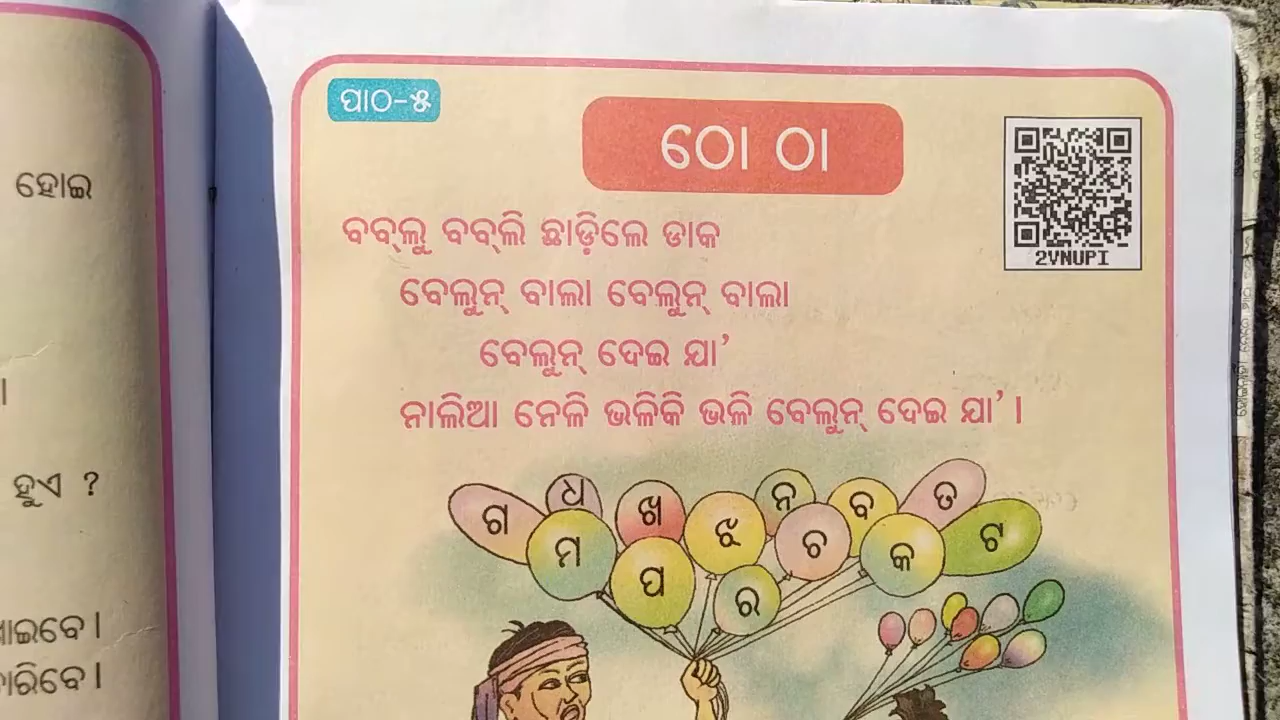 ହୋଇ
ହୁଏ ?
ପାଠ-୫
ଠୋ ଠା
2VNUPI
ବବ୍‌ଲୁ ବବ୍‌ଲି ଛାଡ଼ିଲେ ଡାକ
ବେଲୁନ୍ ବାଲା ବେଲୁନ୍ ବାଲା
ବେଲୁନ୍ ଦେଇ ଯା’
ନାଲିଆ ନେଳି ଭଳିକି ଭଳି ବେଲୁନ୍ ଦେଇ ଯା’ ।
ଗ ଧ ଖ ଝ ନ ବ ତ
ମ ପ ର ଚ କ ଟ